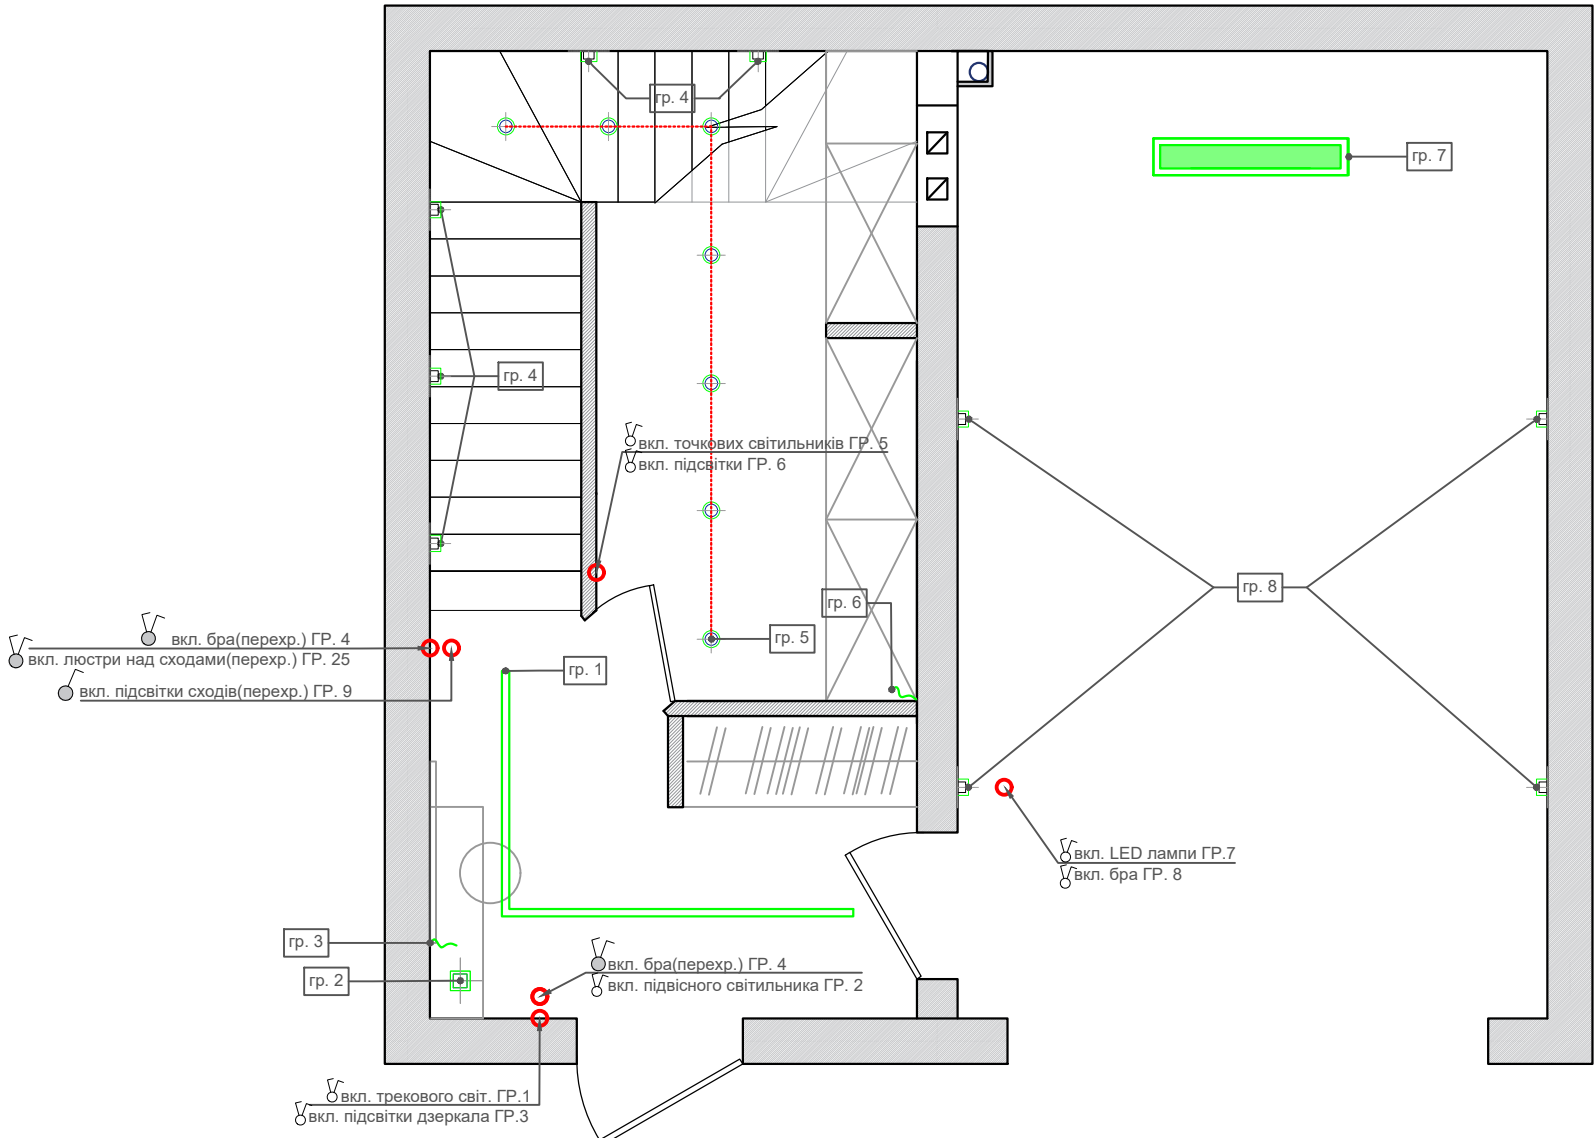 гр. 4
гр. 7
гр. 4
вкл. точкових світильників ГР. 5
вкл. підсвітки ГР. 6
гр. 8
гр. 6
гр. 5
вкл. бра(перехр.) ГР. 4
вкл. люстри над сходами(перехр.) ГР. 25
гр. 1
вкл. підсвітки сходів(перехр.) ГР. 9
вкл. LED лампи ГР.7
вкл. бра ГР. 8
гр. 3
гр. 2
вкл. бра(перехр.) ГР. 4
вкл. підвісного світильника ГР. 2
вкл. трекового світ. ГР.1
вкл. підсвітки дзеркала ГР.3